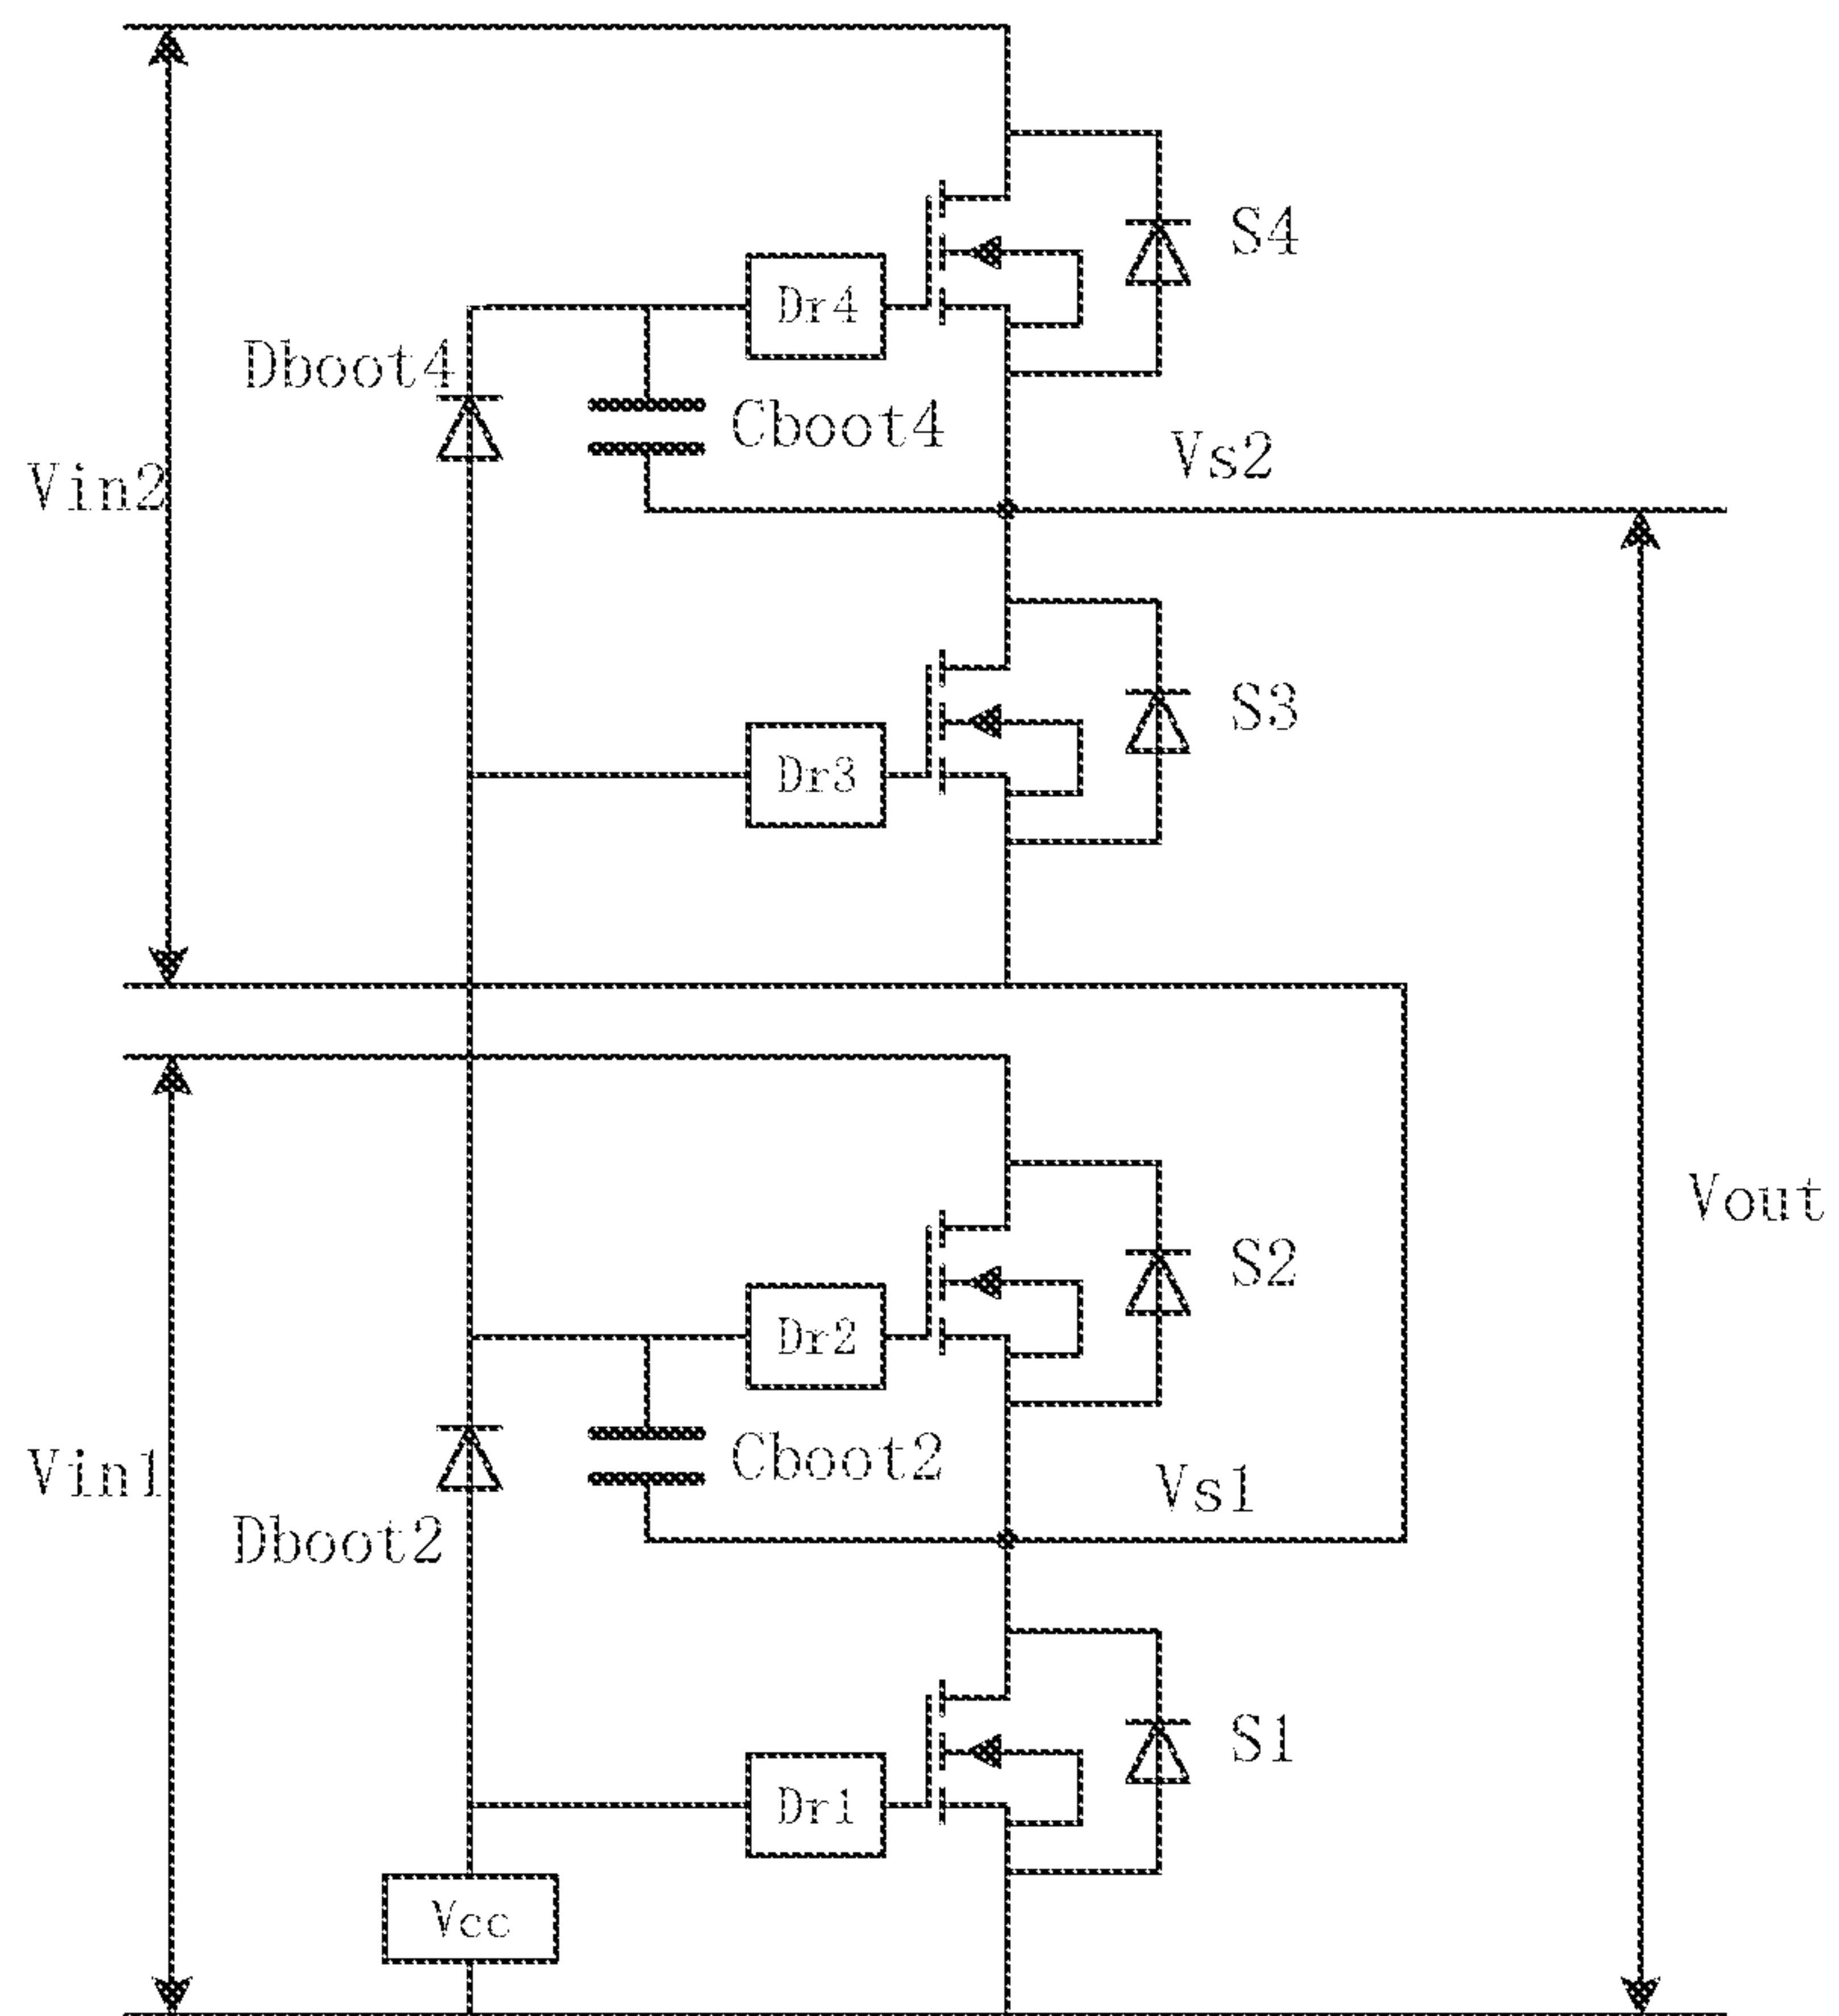 S4
Dr4
Dboot4
Cboot4
Vs2
Vin2
S3
Dr3
Vout
S2
Dr2
Cboot2
Vs1
Vin1
Dboot2
S1
Dr1
Vcc